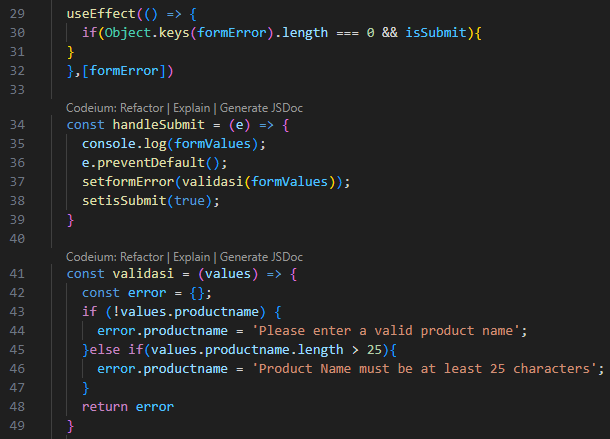 29 useEffect(() => {
30 if(Object.keys(formError).length === 0 && isSubmit){
31 }
32 },[formError])
33
Codeium: Refactor | Explain | Generate JSDoc
34 const handleSubmit = (e) => {
35 console.log(formValues);
36 e.preventDefault();
37 setformError(validasi(formValues));
38 setisSubmit(true);
39 }
40
Codeium: Refactor | Explain | Generate JSDoc
41 const validasi = (values) => {
42 const error = {};
43 if (!values.productname) {
44 error.productname = 'Please enter a valid product name';
45 }else if(values.productname.length > 25){
46 error.productname = 'Product Name must be at least 25 characters';
47 }
48 return error
49 }